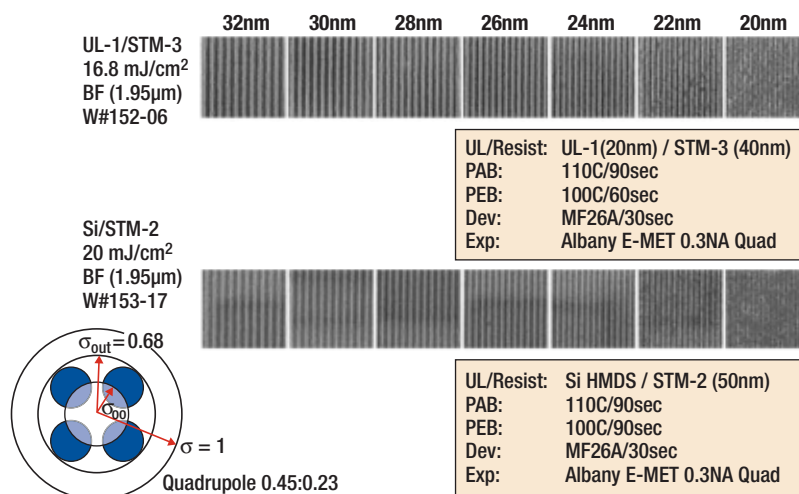 32nm 30nm 28nm 26nm 24nm 22nm 20nm
UL-1/STM-3
16.8 mJ/cm²
BF (1.95µm)
W#152-06
UL/Resist: UL-1(20nm) / STM-3 (40nm)
PAB: 110C/90sec
PEB: 100C/60sec
Dev: MF26A/30sec
Exp: Albany E-MET 0.3NA Quad
Si/STM-2
20 mJ/cm²
BF (1.95µm)
W#153-17
σout=0.68
σ00
σ = 1
Quadrupole 0.45:0.23
UL/Resist: Si HMDS / STM-2 (50nm)
PAB: 110C/90sec
PEB: 100C/90sec
Dev: MF26A/30sec
Exp: Albany E-MET 0.3NA Quad